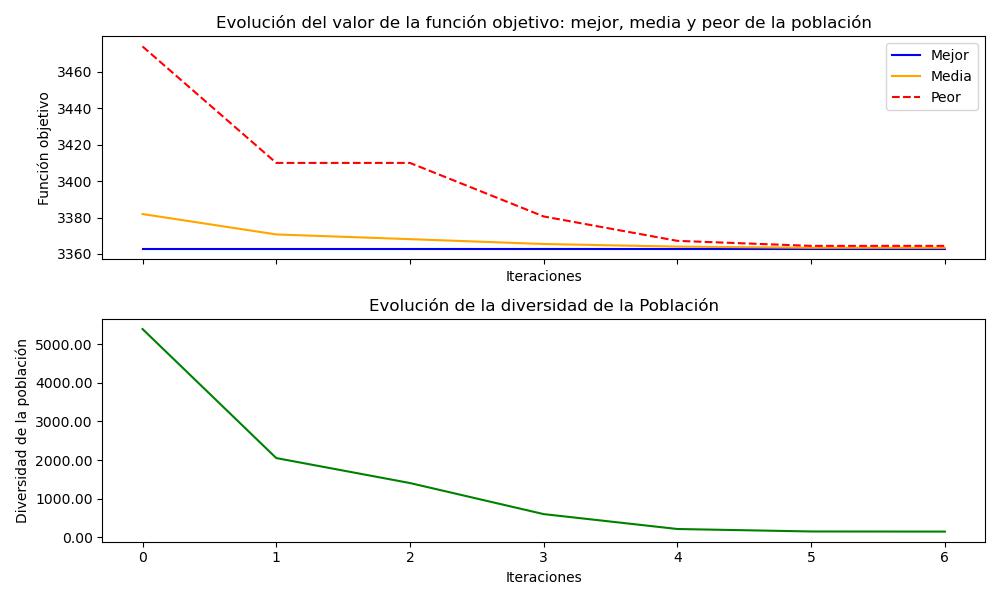 Evolución del valor de la función objetivo: mejor, media y peor de la población
Función objetivo
3460
3440
3420
3400
3380
3360
Mejor
Media
Peor
Iteraciones
Evolución de la diversidad de la Población
Diversidad de la población
5000.00
4000.00
3000.00
2000.00
1000.00
0.00
0 1 2 3 4 5 6
Iteraciones